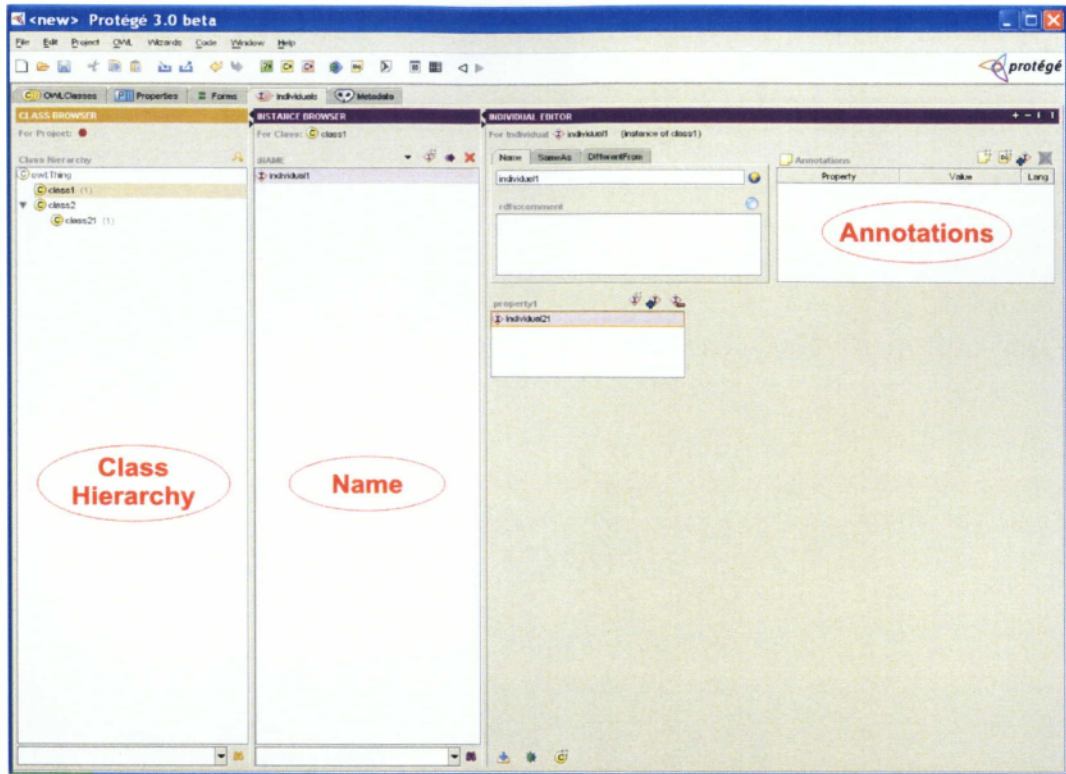 <new> Protégé 3.0 beta
File Edit Project OWL Wizards Code Window Help
protégé
OWLClasses Properties Forms Individuals Metadata
CLASS BROWSER
For Project:
Class Hierarchy
owl:Thing
class1 (1)
class2
class21 (1)
Class
Hierarchy
INSTANCE BROWSER
For Class: class1
:NAME
individual1
Name
INDIVIDUAL EDITOR
For Individual individual1 (instance of class1)
Name SameAs DifferentFrom
individual1
rdfs:comment
property1
individual21
Annotations
Property Value Lang
Annotations